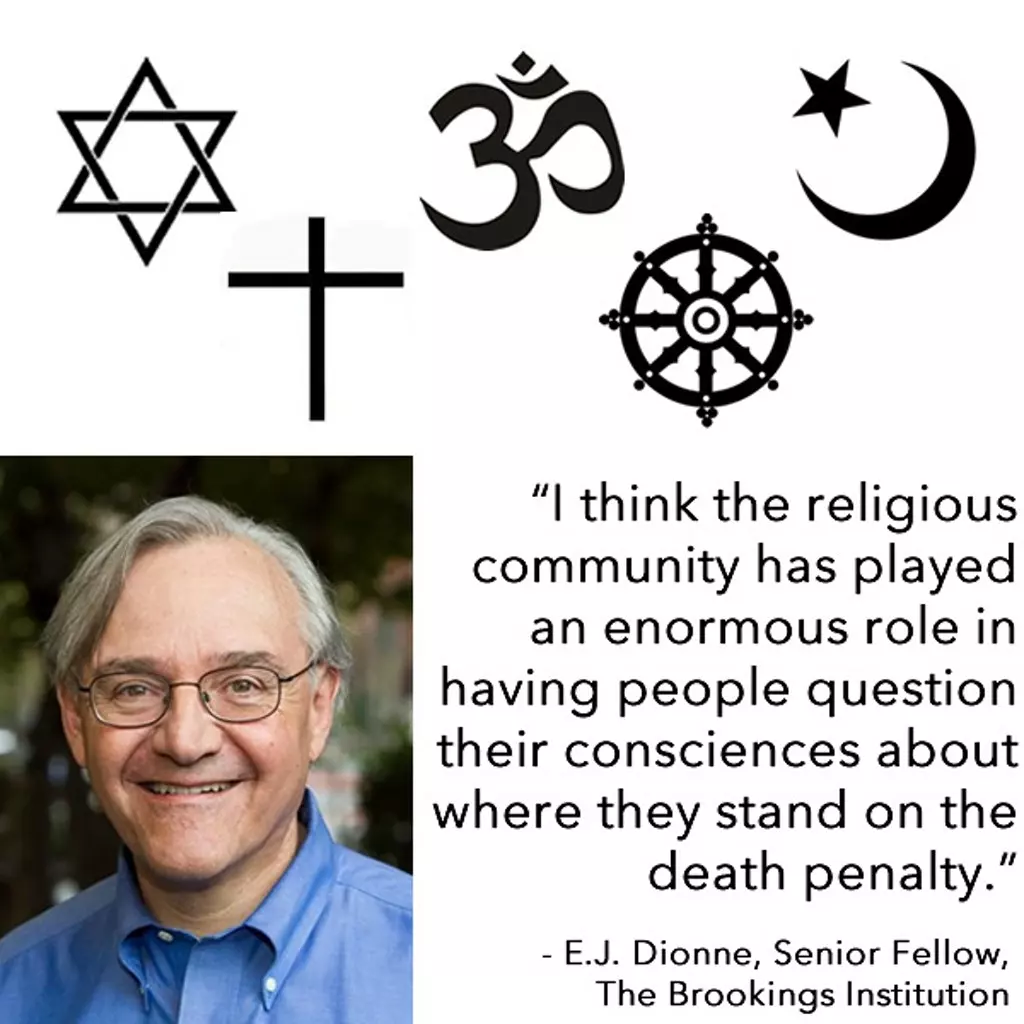 “I think the religious
community has played
an enormous role in
having people question
their consciences about
where they stand on the
death penalty.”
- E.J. Dionne, Senior Fellow,
The Brookings Institution